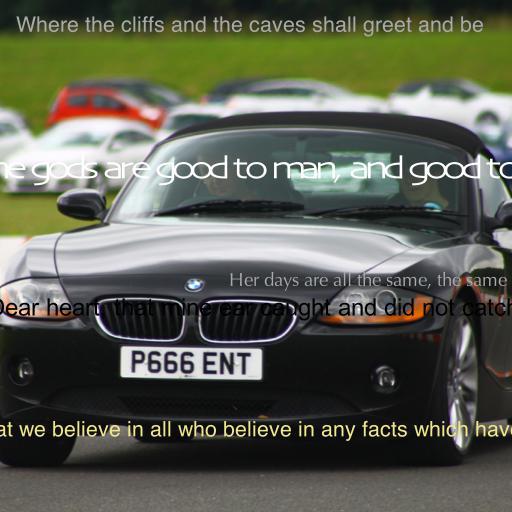 Where the cliffs and the caves shall greet and be
he gods are good to man, and good to
Her days are all the same, the same
Dear heart, that mine ear caught and did not catch
P666 ENT
at we believe in all who believe in any facts which have